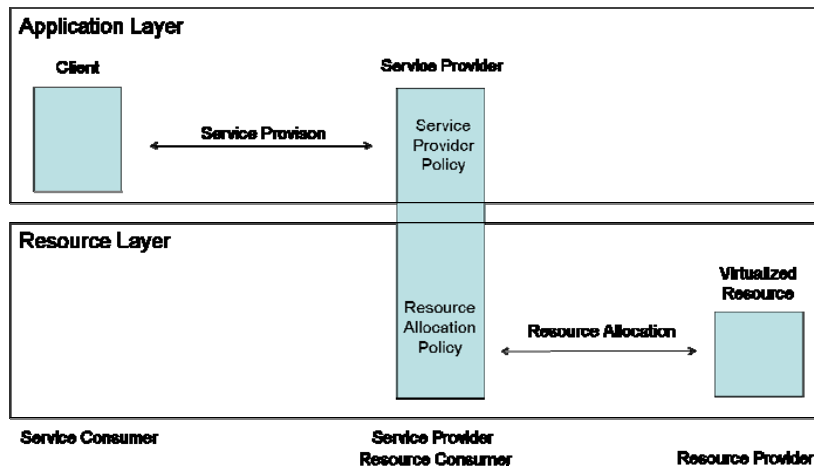 Application Layer
Client
Service Provider
Service Provison
Service
Provider
Policy
Resource Layer
Virtualized
Resource
Resource
Allocation
Policy
Resource Allocation
Service Consumer
Service Provider
Resource Consumer
Resource Provider